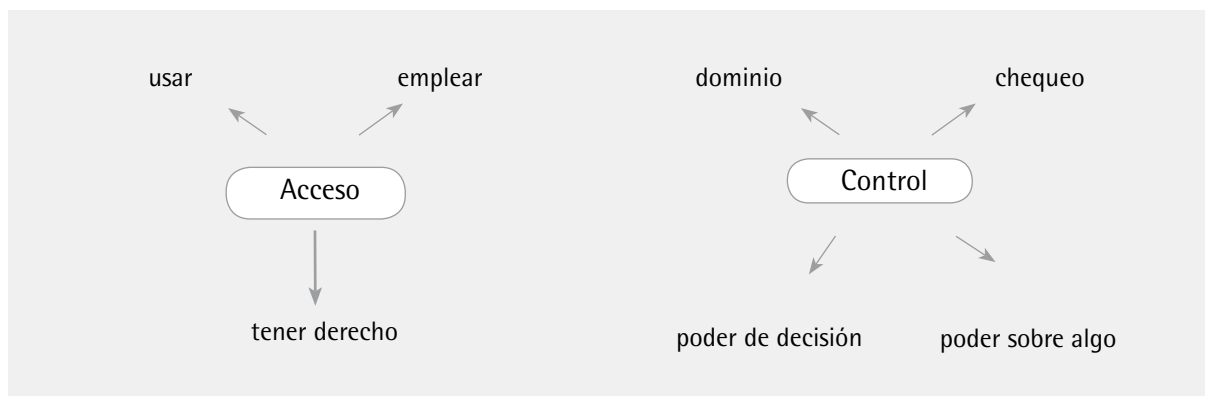 usar
emplear
Acceso
tener derecho
dominio
chequeo
Control
poder de decisión
poder sobre algo